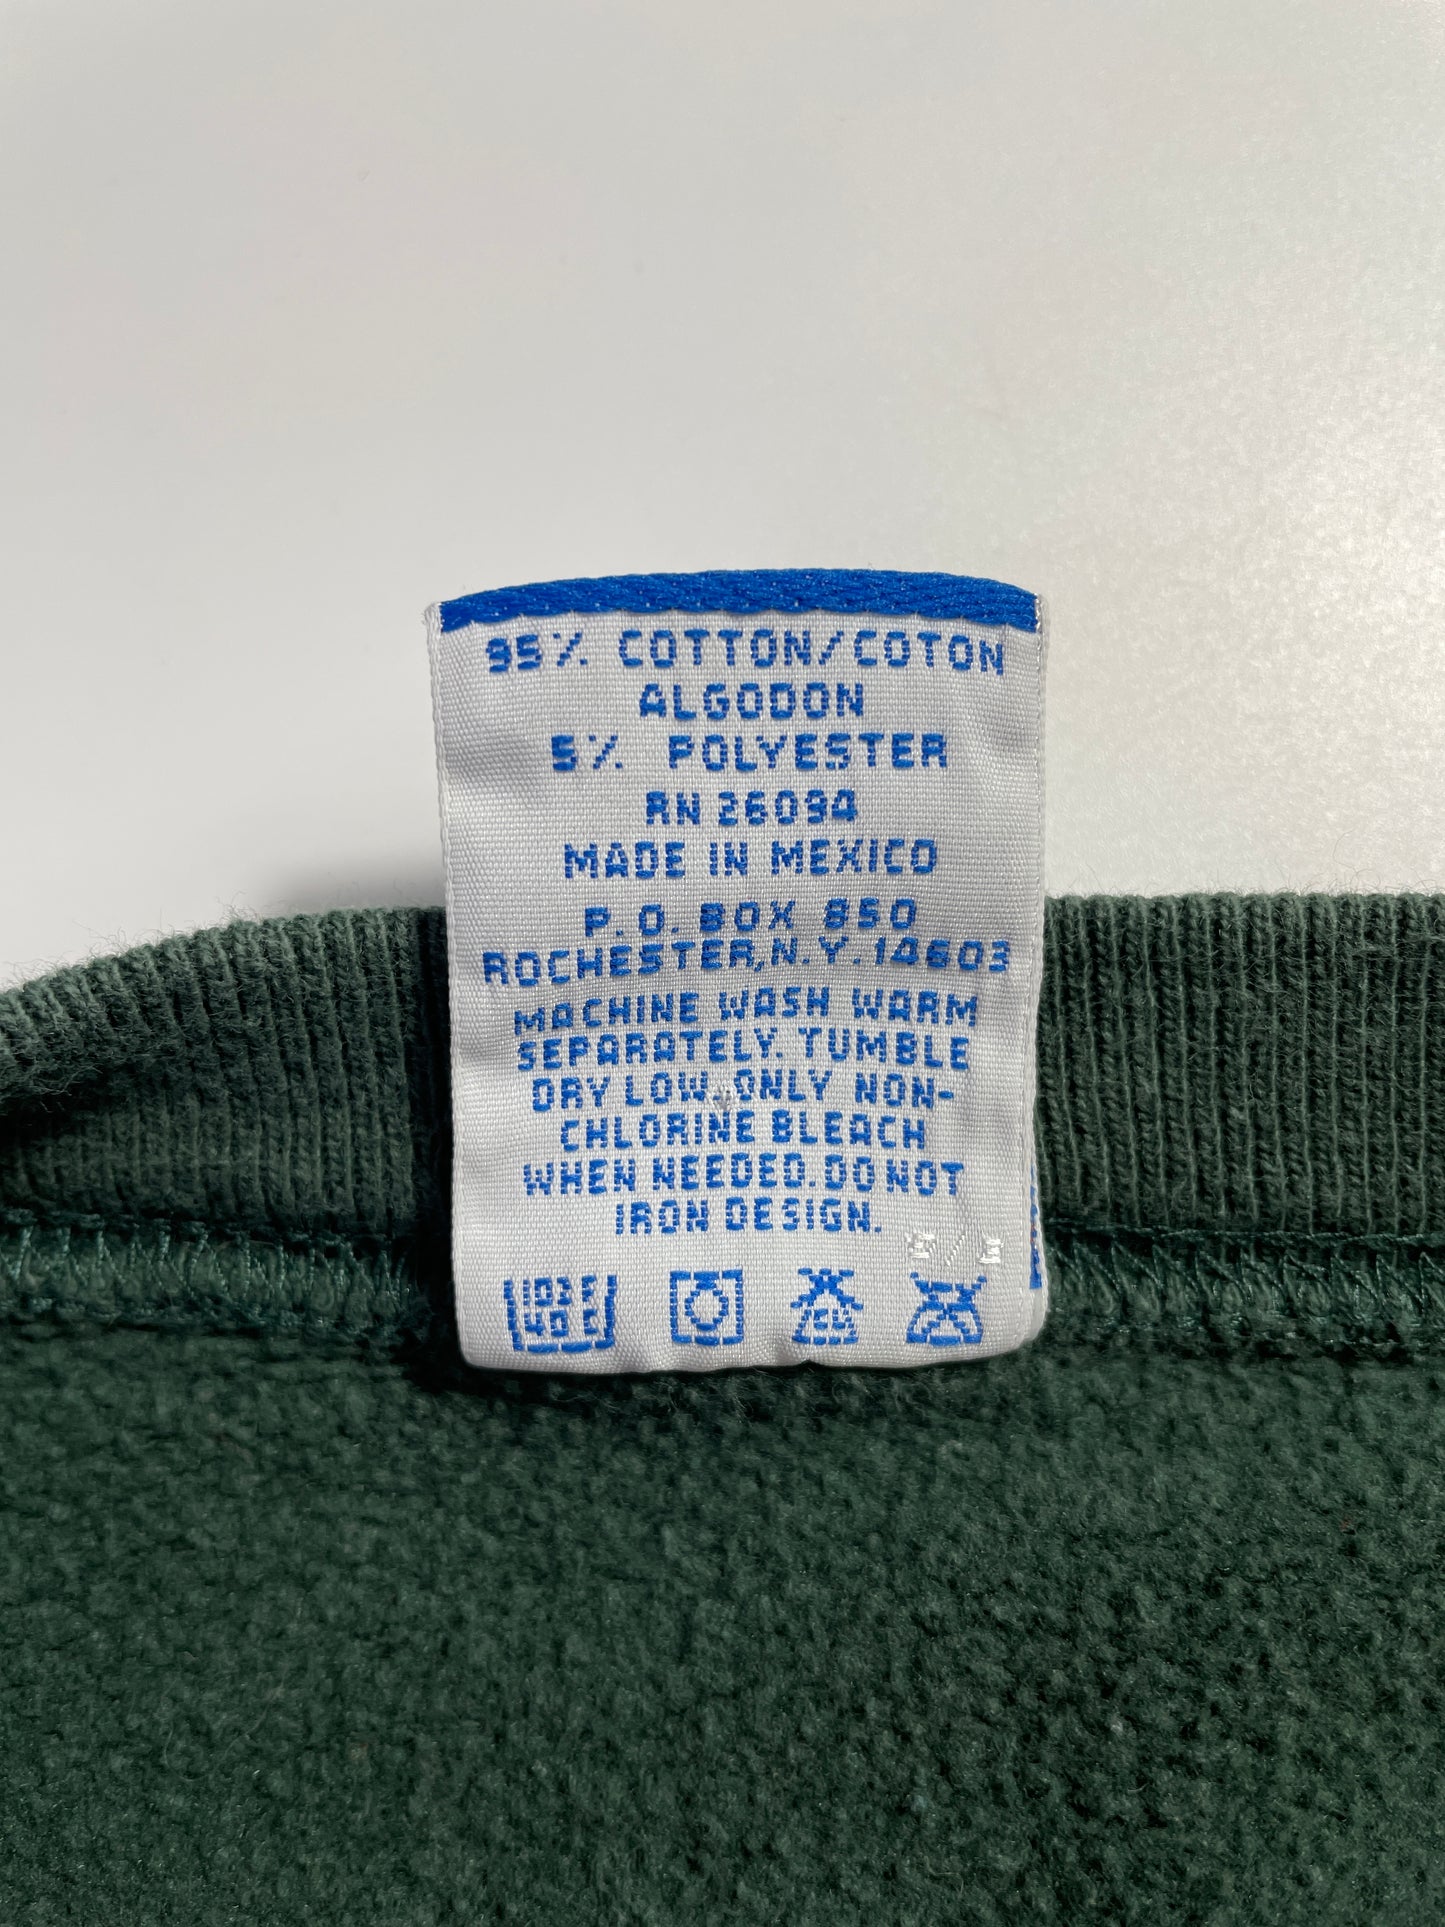 95% COTTON/COTON
ALGODON
5% POLYESTER
RN 26094
MADE IN MEXICO
P.O. BOX 850
ROCHESTER, N.Y. 14603
MACHINE WASH WARM
SEPARATELY. TUMBLE
DRY LOW. ONLY NON-
CHLORINE BLEACH
WHEN NEEDED. DO NOT
IRON DESIGN.
CL